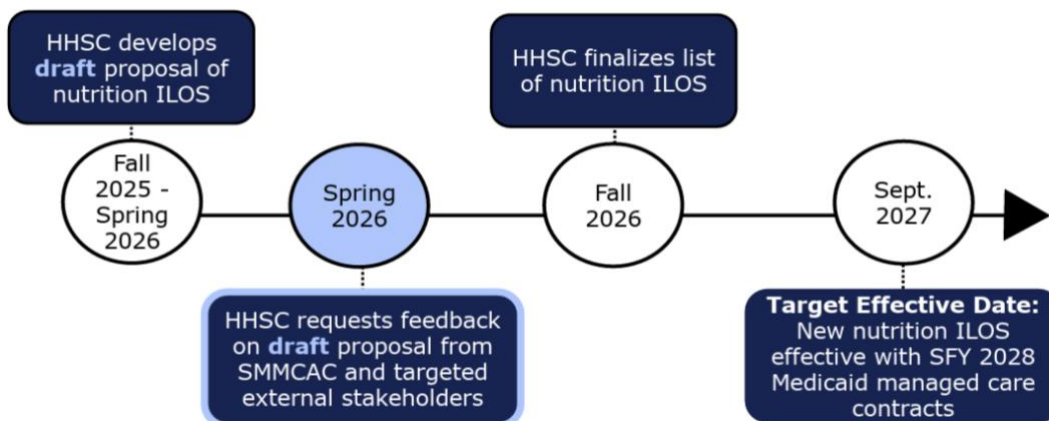 HHSC develops
draft proposal of
nutrition ILOS
HHSC finalizes list
of nutrition ILOS
Fall
2025 -
Spring
2026
Spring
2026
Fall
2026
Sept.
2027
HHSC requests feedback
on draft proposal from
SMMCAC and targeted
external stakeholders
Target Effective Date:
New nutrition ILOS
effective with SFY 2028
Medicaid managed care
contracts